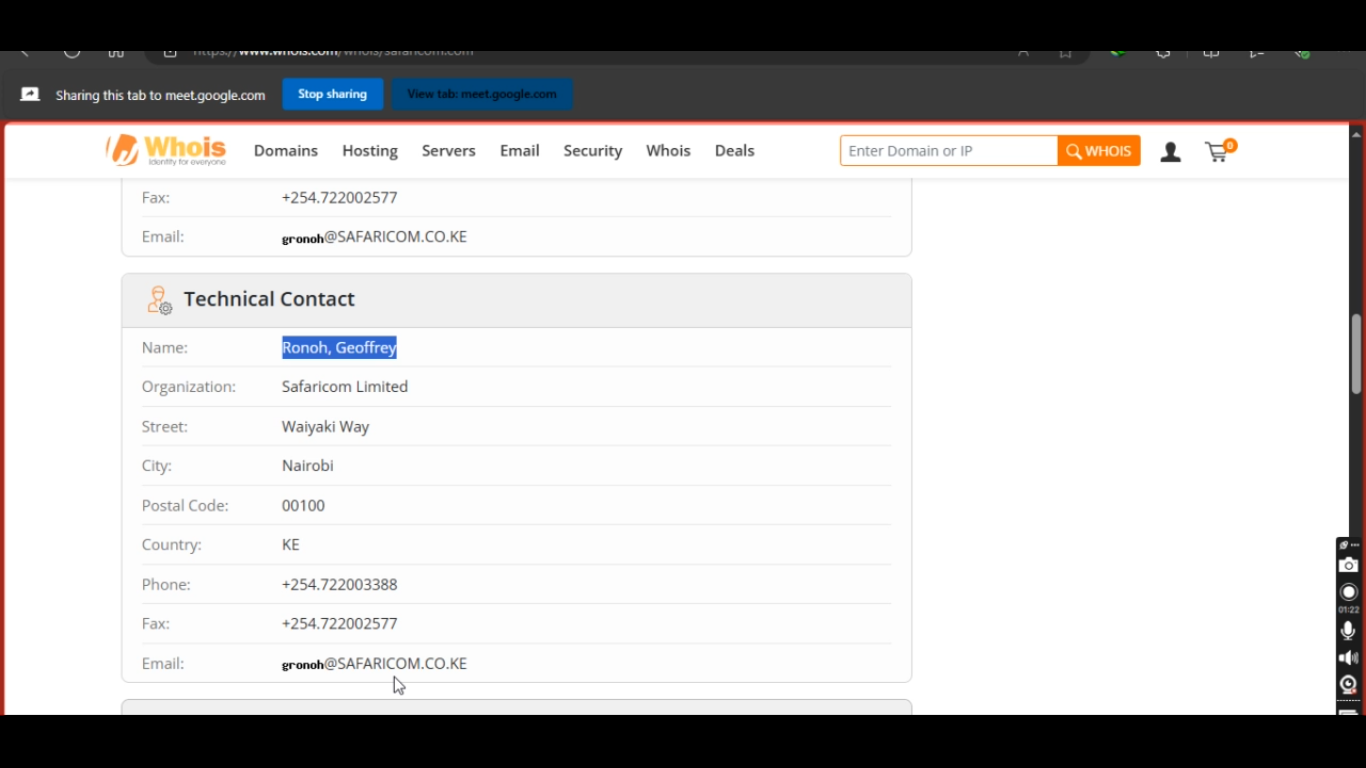 https://www.whois.com/whois/safaricom.com
Sharing this tab to meet.google.com
Stop sharing
View tab: meet.google.com
Whois
Identity for everyone
Domains Hosting Servers Email Security Whois Deals
Enter Domain or IP
WHOIS
0
Fax: +254.722002577
Email: gronoh@SAFARICOM.CO.KE
Technical Contact
Name: Ronoh, Geoffrey
Organization: Safaricom Limited
Street: Waiyaki Way
City: Nairobi
Postal Code: 00100
Country: KE
Phone: +254.722003388
Fax: +254.722002577
Email: gronoh@SAFARICOM.CO.KE
01:22